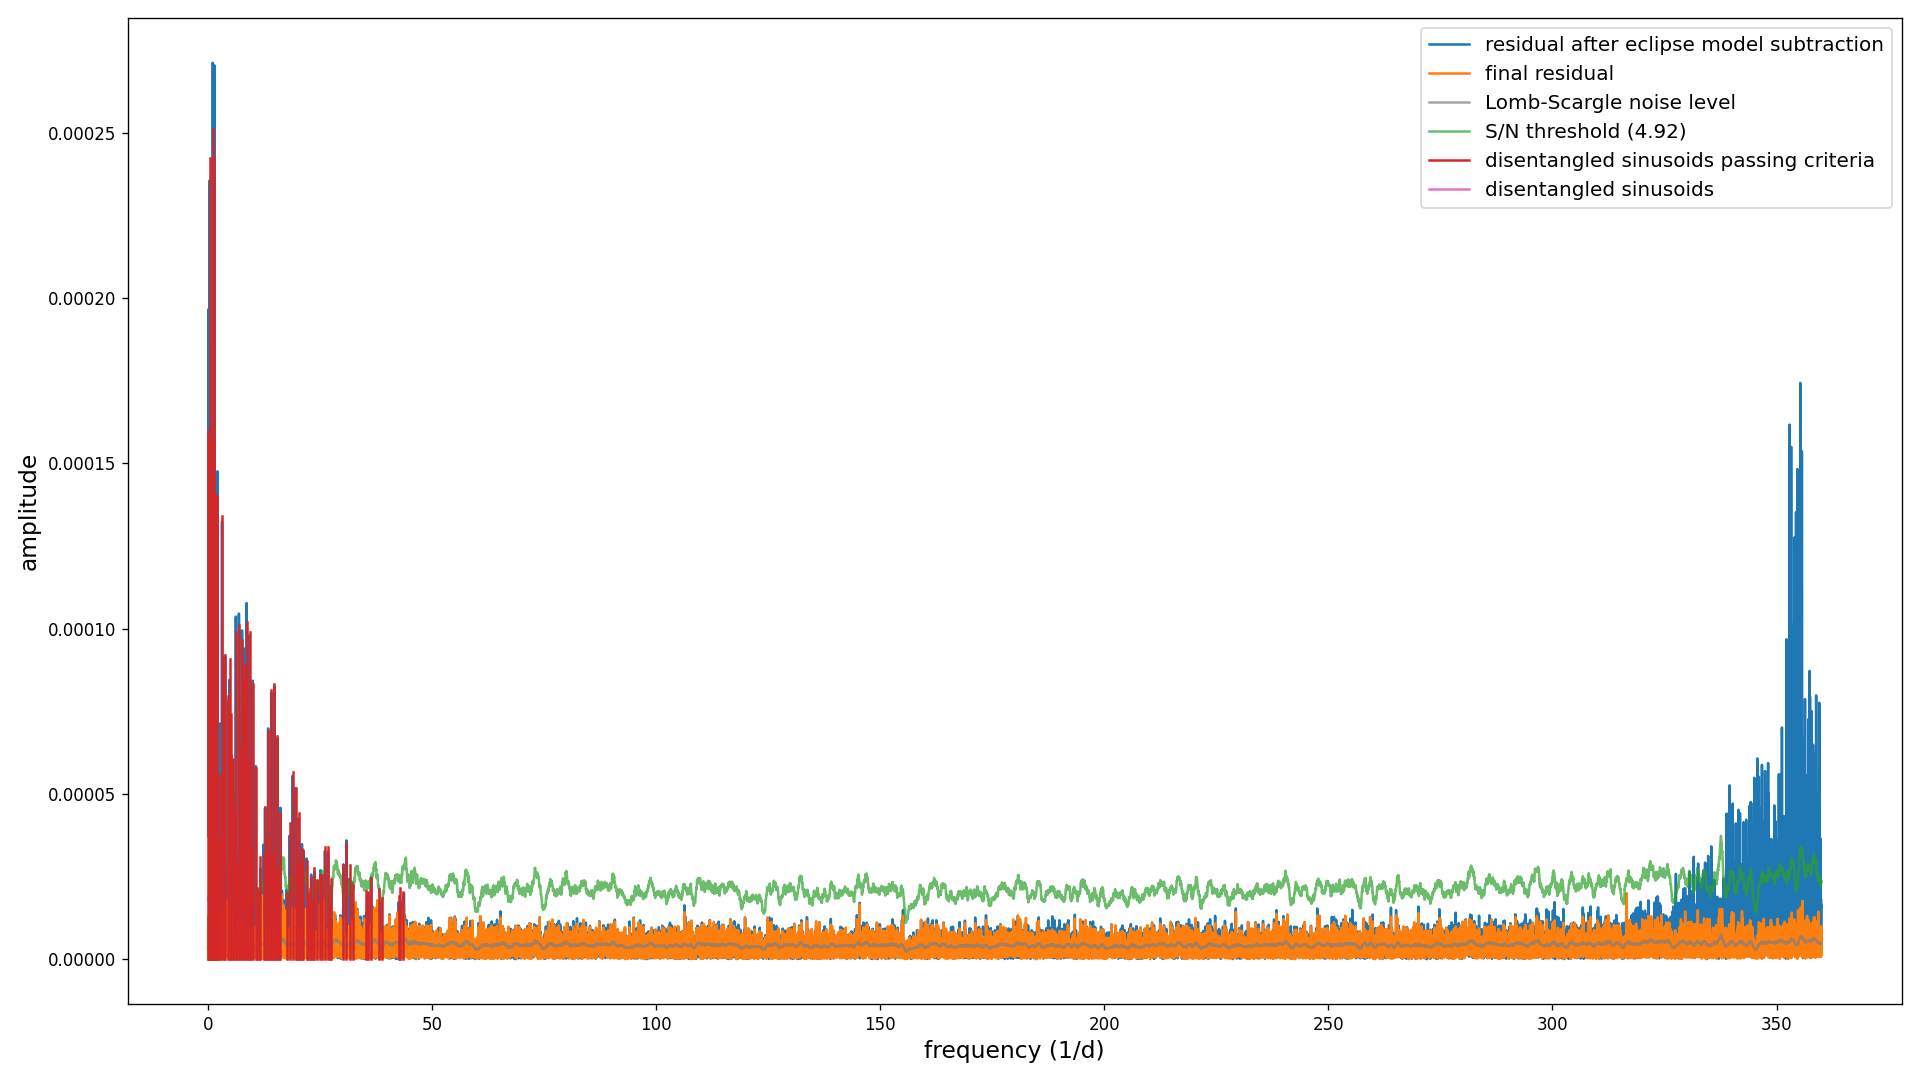 residual after eclipse model subtraction
final residual
Lomb-Scargle noise level
S/N threshold (4.92)
disentangled sinusoids passing criteria
disentangled sinusoids
amplitude
0.00025
0.00020
0.00015
0.00010
0.00005
0.00000
0 50 100 150 200 250 300 350
frequency (1/d)